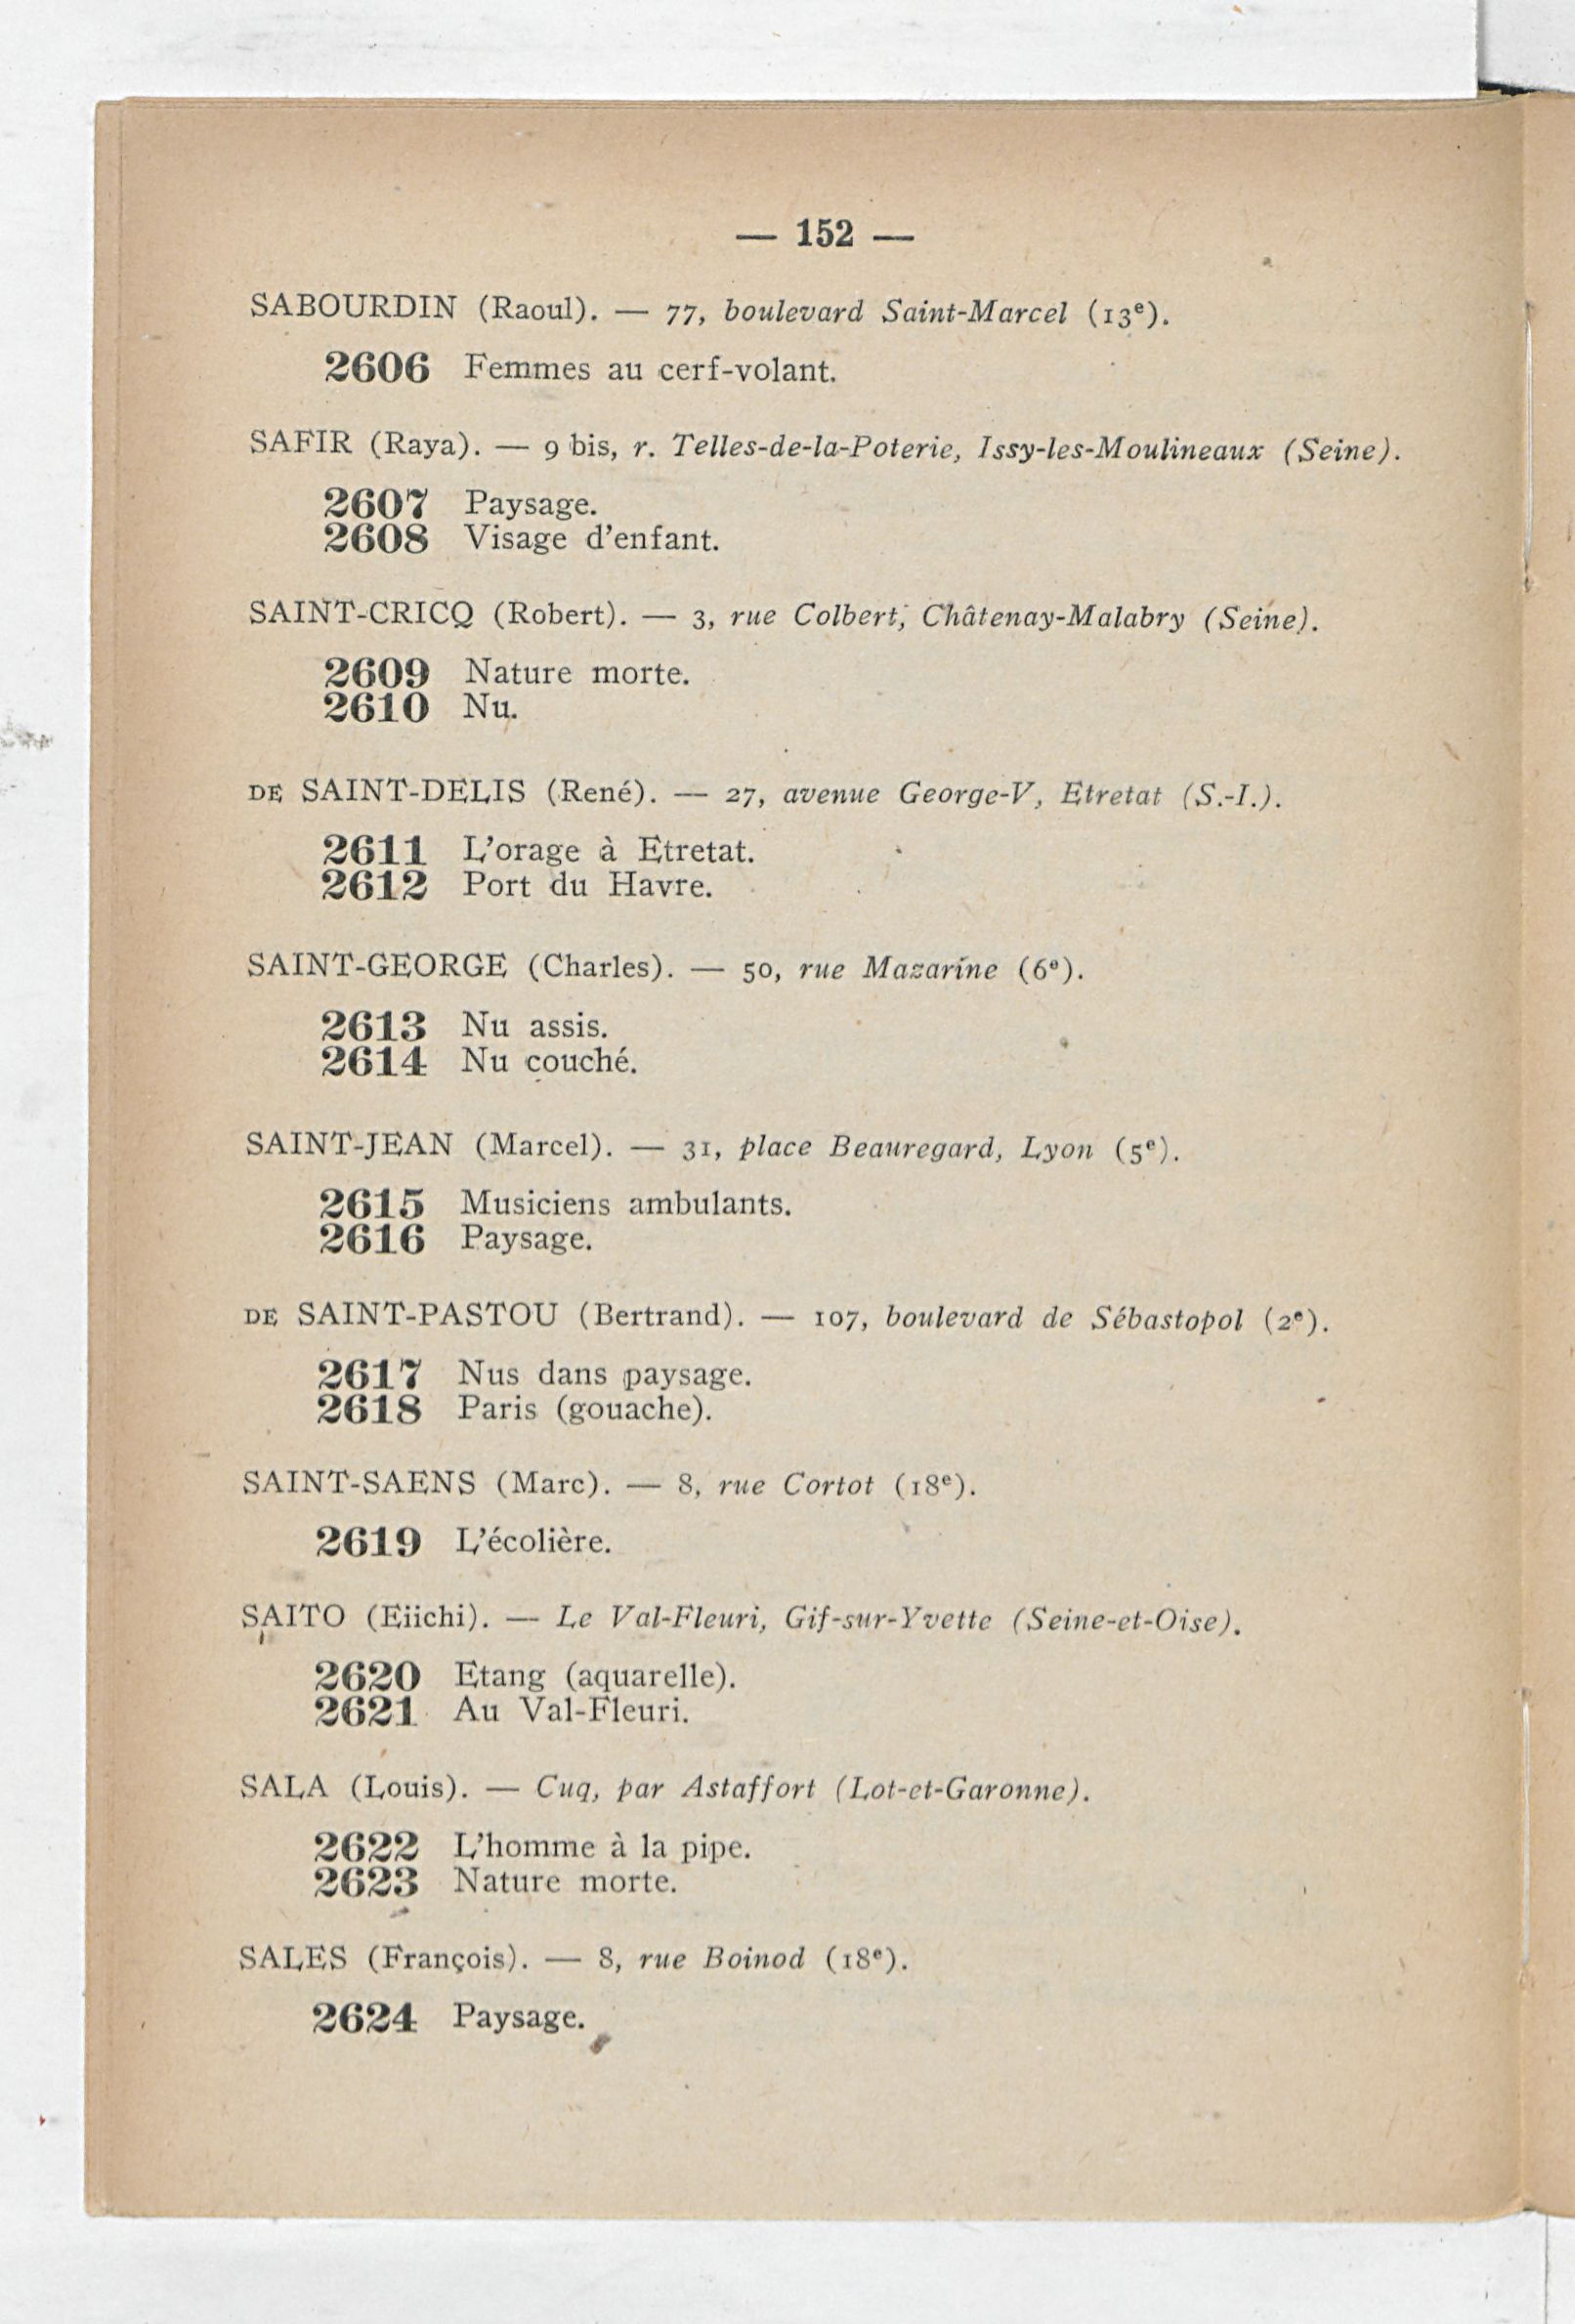 — 152 —
SABOURDIN (Raoul). — 77, boulevard Saint-Marcel (13e).
2606 Femmes au cerf-volant.
SAFIR (Raya). — 9 bis, r. Telles-de-la-Poterie, Issy-les-Moulineaux (Seine).
2607 Paysage.
2608 Visage d'enfant.
SAINT-CRICQ (Robert). — 3, rue Colbert, Châtenay-Malabry (Seine).
2609 Nature morte.
2610 Nu.
DE SAINT-DELIS (René). — 27, avenue George-V, Etretat (S.-I.).
2611 L'orage à Etretat.
2612 Port du Havre.
SAINT-GEORGE (Charles). — 50, rue Mazarine (6e).
2613 Nu assis.
2614 Nu couché.
SAINT-JEAN (Marcel). — 31, place Beauregard, Lyon (5e).
2615 Musiciens ambulants.
2616 Paysage.
DE SAINT-PASTOU (Bertrand). — 107, boulevard de Sébastopol (2e).
2617 Nus dans paysage.
2618 Paris (gouache).
SAINT-SAENS (Marc). — 8, rue Cortot (18e).
2619 L'écolière.
SAITO (Eiichi). — Le Val-Fleuri, Gif-sur-Yvette (Seine-et-Oise).
2620 Etang (aquarelle).
2621 Au Val-Fleuri.
SALA (Louis). — Cuq, par Astaffort (Lot-et-Garonne).
2622 L'homme à la pipe.
2623 Nature morte.
SALES (François). — 8, rue Boinod (18e).
2624 Paysage.